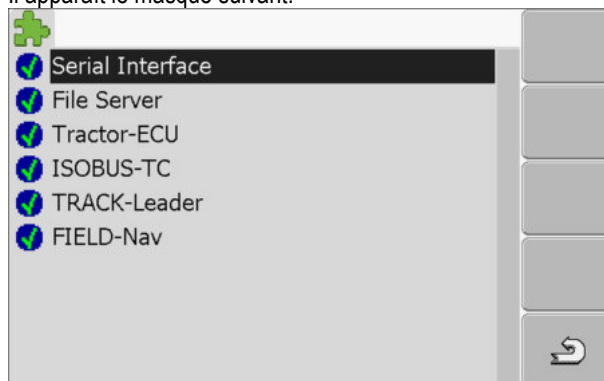 Il apparaît le masque suivant:
Serial Interface
File Server
Tractor-ECU
ISOBUS-TC
TRACK-Leader
FIELD-Nav